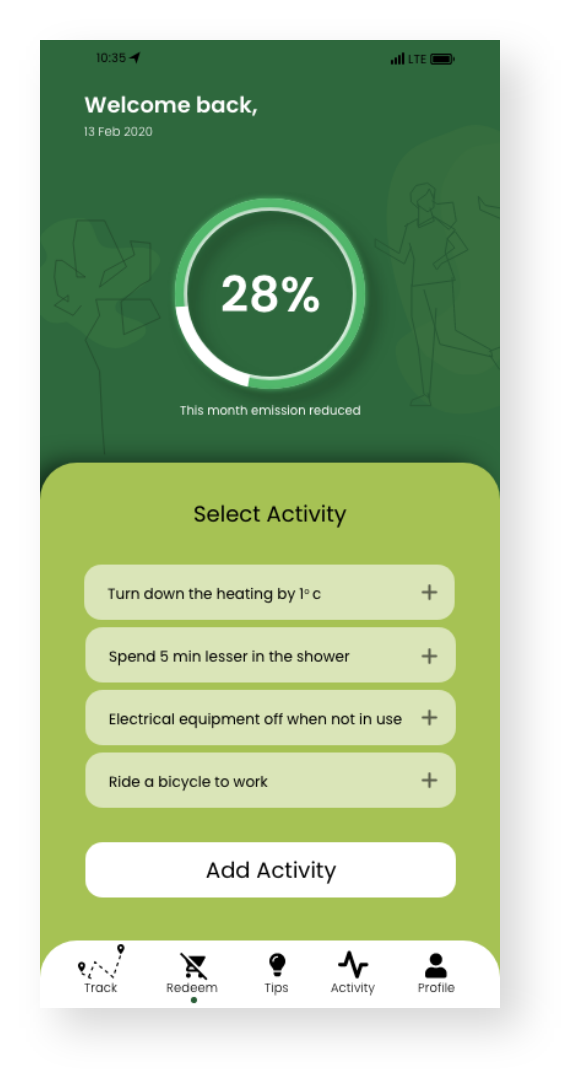 10:35
LTE
Welcome back,
13 Feb 2020
28%
This month emission reduced
Select Activity
Turn down the heating by 1° c
Spend 5 min lesser in the shower
Electrical equipment off when not in use
Ride a bicycle to work
Add Activity
Track Redeem Tips Activity Profile